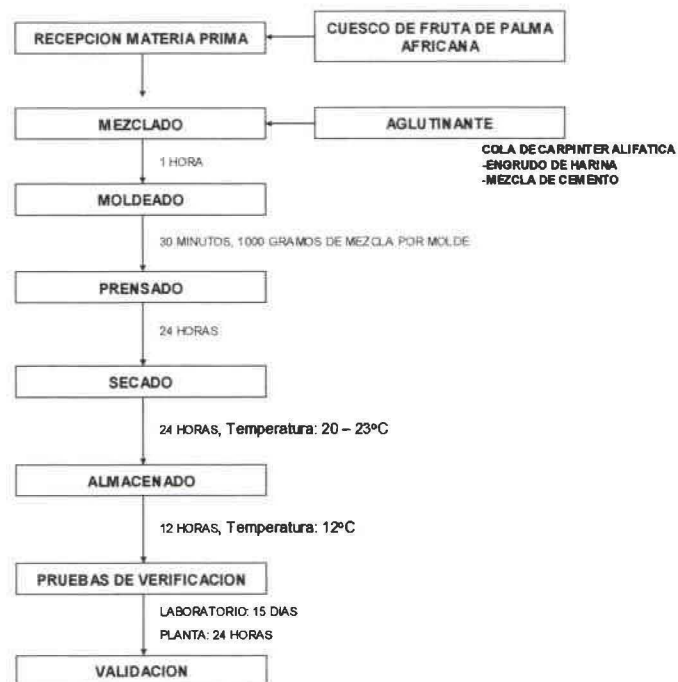 RECEPCION MATERIA PRIMA
CUESCO DE FRUTA DE PALMA
AFRICANA
MEZCLADO
AGLUTINANTE
COLA DE CARPINTER ALIFATICA
-ENGRUDO DE HARINA
-MEZCLA DE CEMENTO
1 HORA
MOLDEADO
30 MINUTOS, 1000 GRAMOS DE MEZCLA POR MOLDE
PRENSADO
24 HORAS
SECADO
24 HORAS, Temperatura: 20 – 23ºC
ALMACENADO
12 HORAS, Temperatura: 12ºC
PRUEBAS DE VERIFICACION
LABORATORIO: 15 DIAS
PLANTA: 24 HORAS
VALIDACION